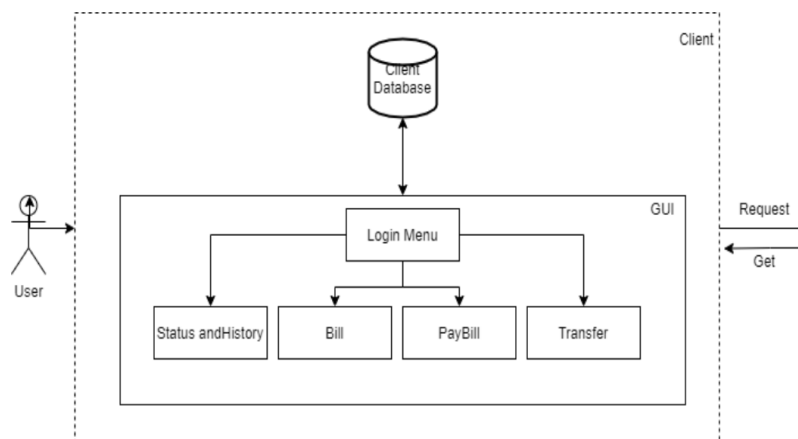 Client
Client
Database
GUI
Login Menu
Request
Get
User
Status andHistory
Bill
PayBill
Transfer